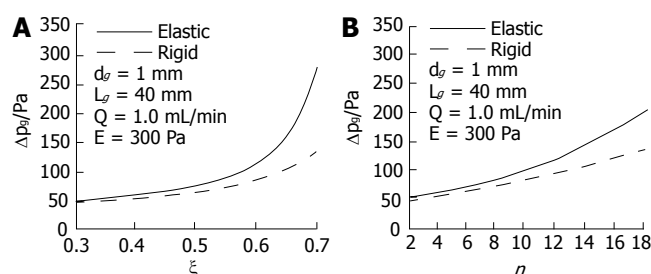 A
350
300
250
200
150
100
50
0
Δp𝑔/Pa
Elastic
Rigid
d𝑔 = 1 mm
L𝑔 = 40 mm
Q = 1.0 mL/min
E = 300 Pa
0.3 0.4 0.5 0.6 0.7
ξ
B
350
300
250
200
150
100
50
0
Δp𝑔/Pa
Elastic
Rigid
d𝑔 = 1 mm
L𝑔 = 40 mm
Q = 1.0 mL/min
E = 300 Pa
2 4 6 8 10 12 14 16 18
n